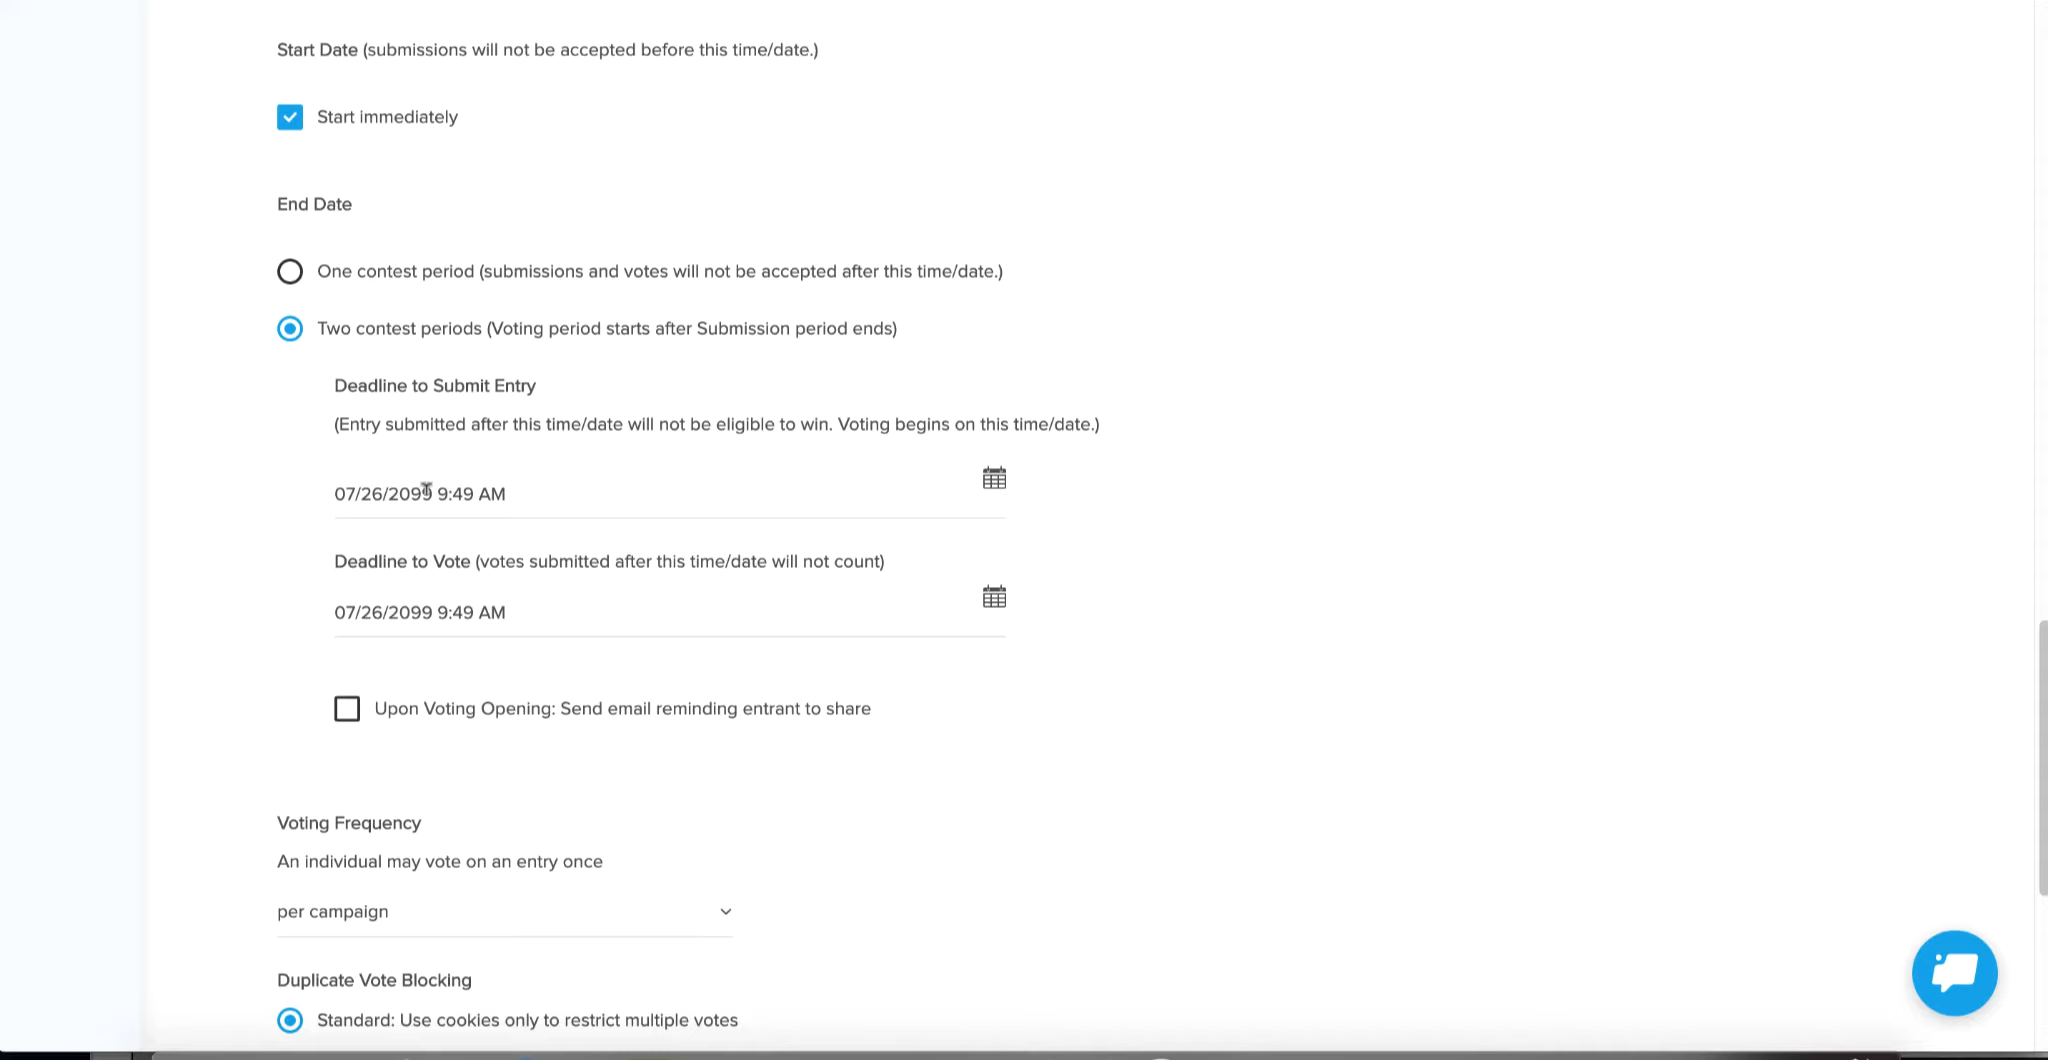 Start Date (submissions will not be accepted before this time/date.)
Start immediately
End Date
One contest period (submissions and votes will not be accepted after this time/date.)
Two contest periods (Voting period starts after Submission period ends)
Deadline to Submit Entry
(Entry submitted after this time/date will not be eligible to win. Voting begins on this time/date.)
07/26/2099 9:49 AM
Deadline to Vote (votes submitted after this time/date will not count)
07/26/2099 9:49 AM
Upon Voting Opening: Send email reminding entrant to share
Voting Frequency
An individual may vote on an entry once
per campaign
Duplicate Vote Blocking
Standard: Use cookies only to restrict multiple votes